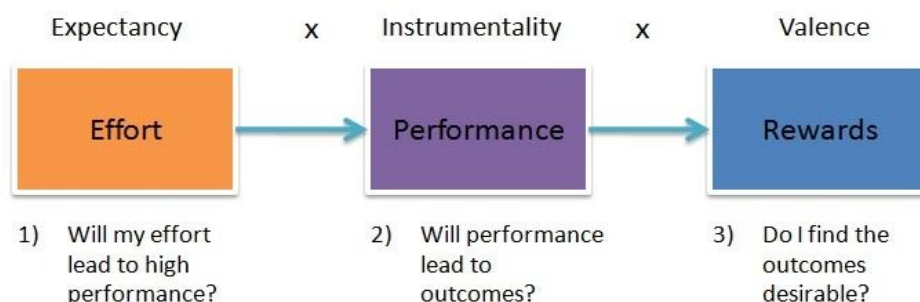 Expectancy x Instrumentality x Valence
Effort Performance Rewards
1) Will my effort
lead to high
performance?
2) Will performance
lead to
outcomes?
3) Do I find the
outcomes
desirable?